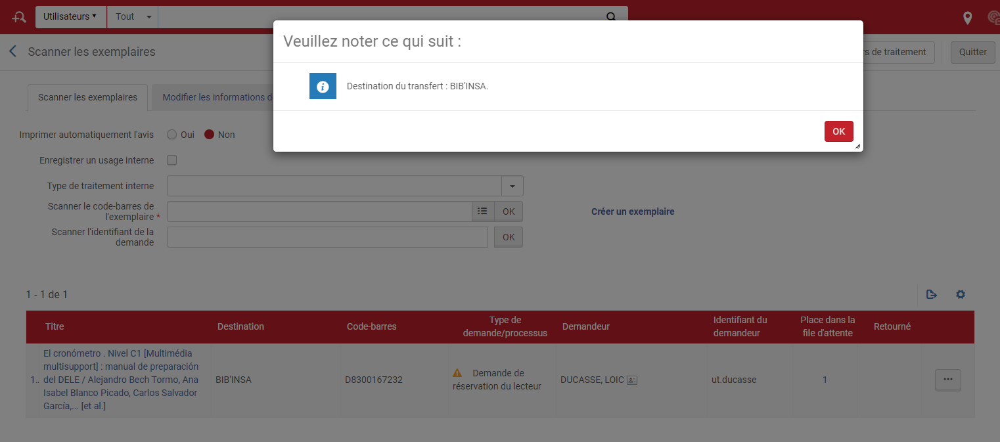 Utilisateurs ▾ Tout
Veuillez noter ce qui suit :
Scanner les exemplaires
rs de traitement Quitter
Destination du transfert : BIB'INSA.
Scanner les exemplaires Modifier les informations d
OK
Imprimer automatiquement l'avis Oui Non
Enregistrer un usage interne
Type de traitement interne
Scanner le code-barres de
l'exemplaire * OK Créer un exemplaire
Scanner l'identifiant de la
demande OK
1 - 1 de 1
Titre Destination Code-barres Type de
demande/processus Demandeur Identifiant du
demandeur Place dans la
file d'attente Retourné
1.. El cronómetro . Nivel C1 [Multimédia
multisupport] : manual de preparación
del DELE / Alejandro Bech Tormo, Ana
Isabel Blanco Picado, Carlos Salvador
García,... [et al.]
BIB'INSA
D8300167232
Demande de
réservation du lecteur
DUCASSE, LOIC
ut.ducasse
1